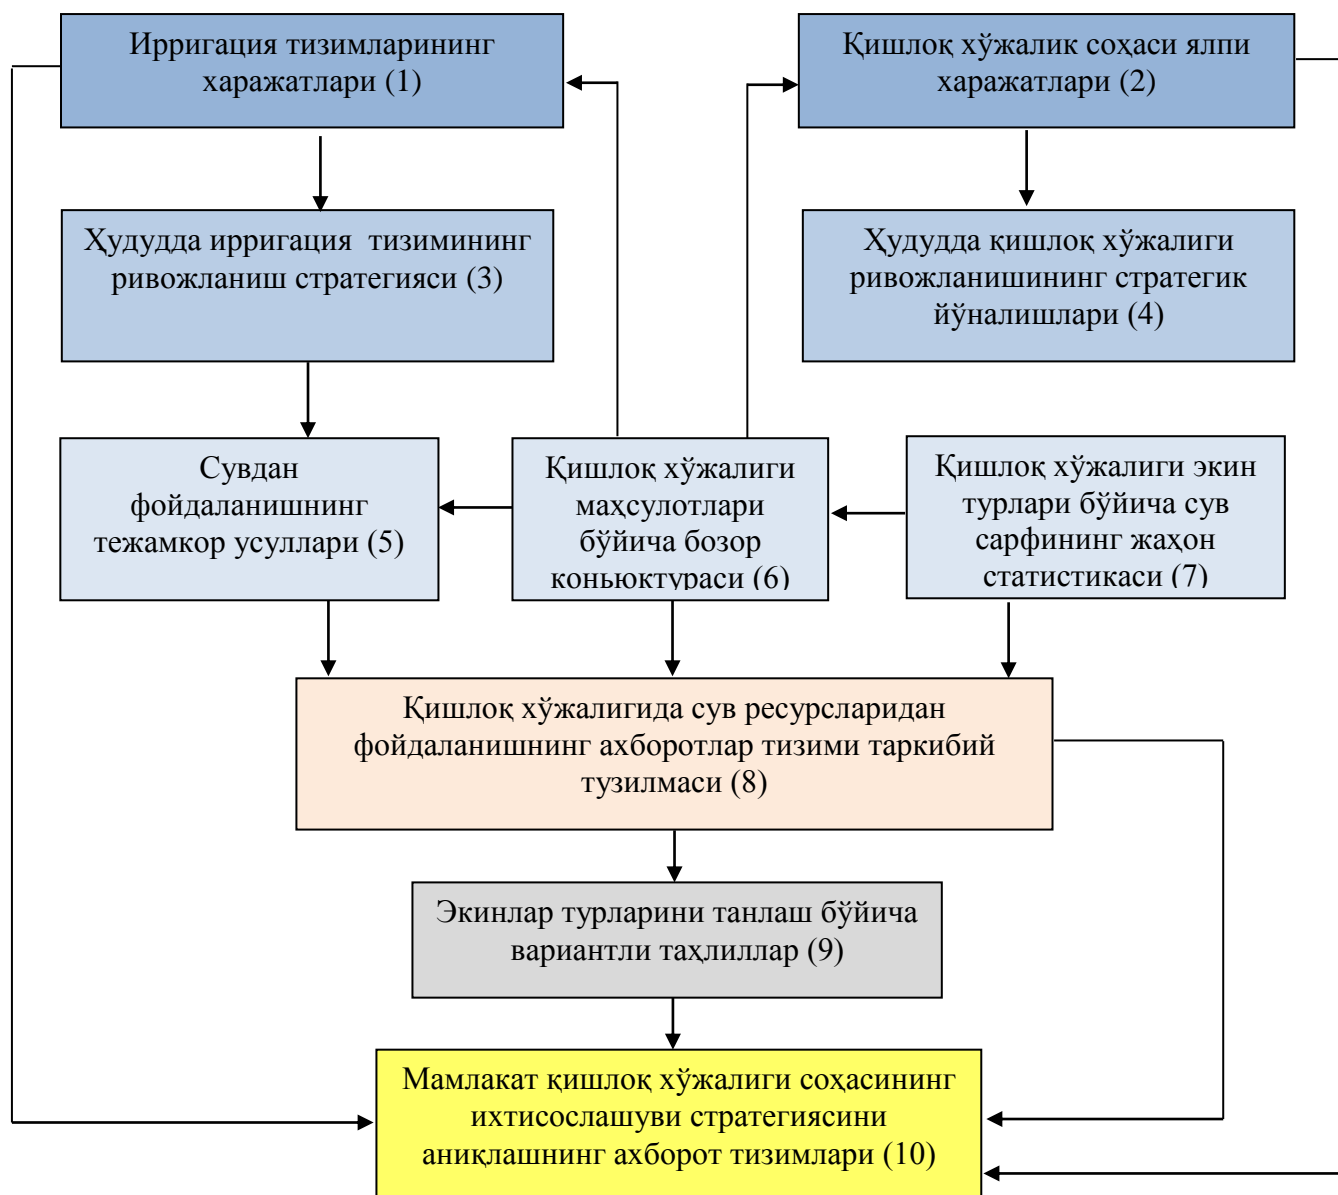 Ирригация тизимларининг
харажатлари (1)
Қишлоқ хўжалик соҳаси ялпи
харажатлари (2)
Ҳудудда ирригация тизимининг
ривожланиш стратегияси (3)
Ҳудудда қишлоқ хўжалиги
ривожланишининг стратегик
йўналишлари (4)
Сувдан
фойдаланишнинг
тежамкор усуллари (5)
Қишлоқ хўжалиги
маҳсулотлари
бўйича бозор
коньюктураси (6)
Қишлоқ хўжалиги экин
турлари бўйича сув
сарфининг жаҳон
статистикаси (7)
Қишлоқ хўжалигида сув ресурсларидан
фойдаланишнинг ахборотлар тизими таркибий
тузилмаси (8)
Экинлар турларини танлаш бўйича
вариантли таҳлиллар (9)
Мамлакат қишлоқ хўжалиги соҳасининг
ихтисослашуви стратегиясини
аниқлашнинг ахборот тизимлари (10)